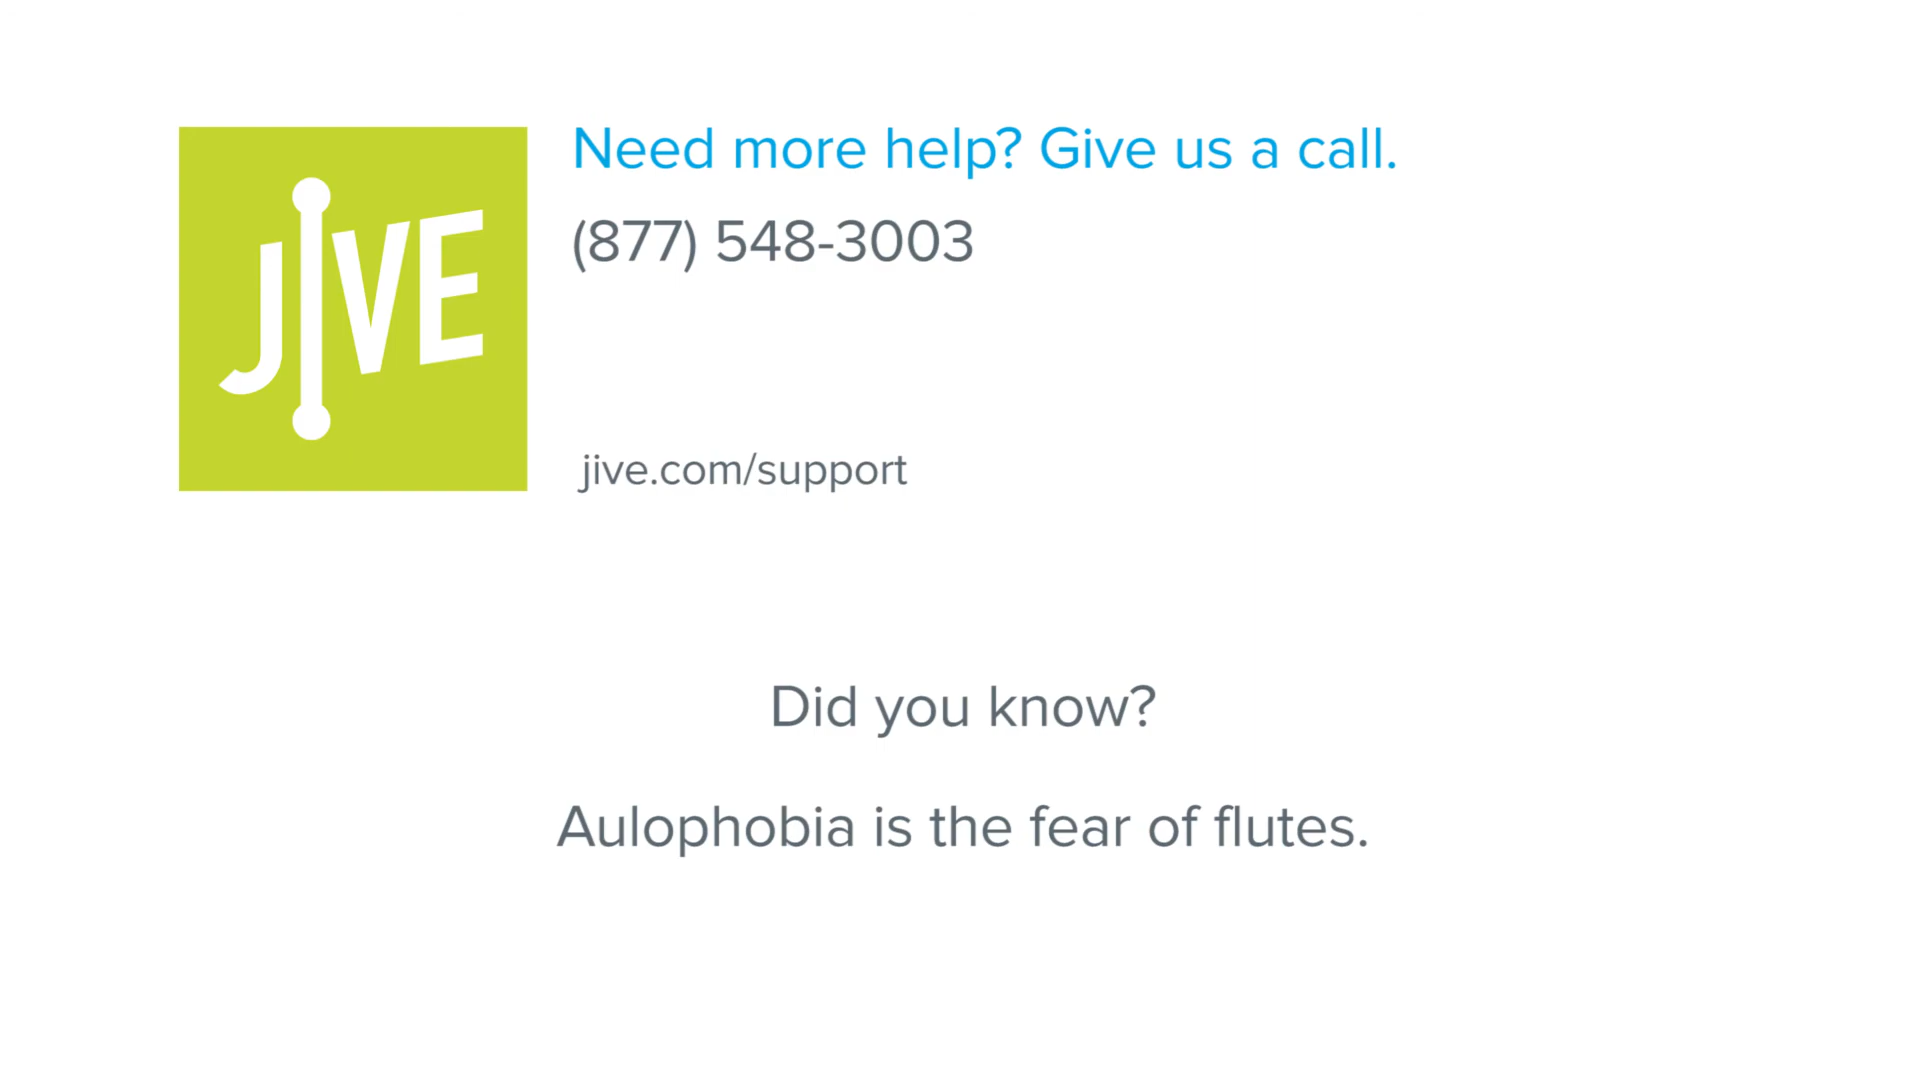 JIVE
Need more help? Give us a call.
(877) 548-3003
jive.com/support
Did you know?
Aulophobia is the fear of flutes.